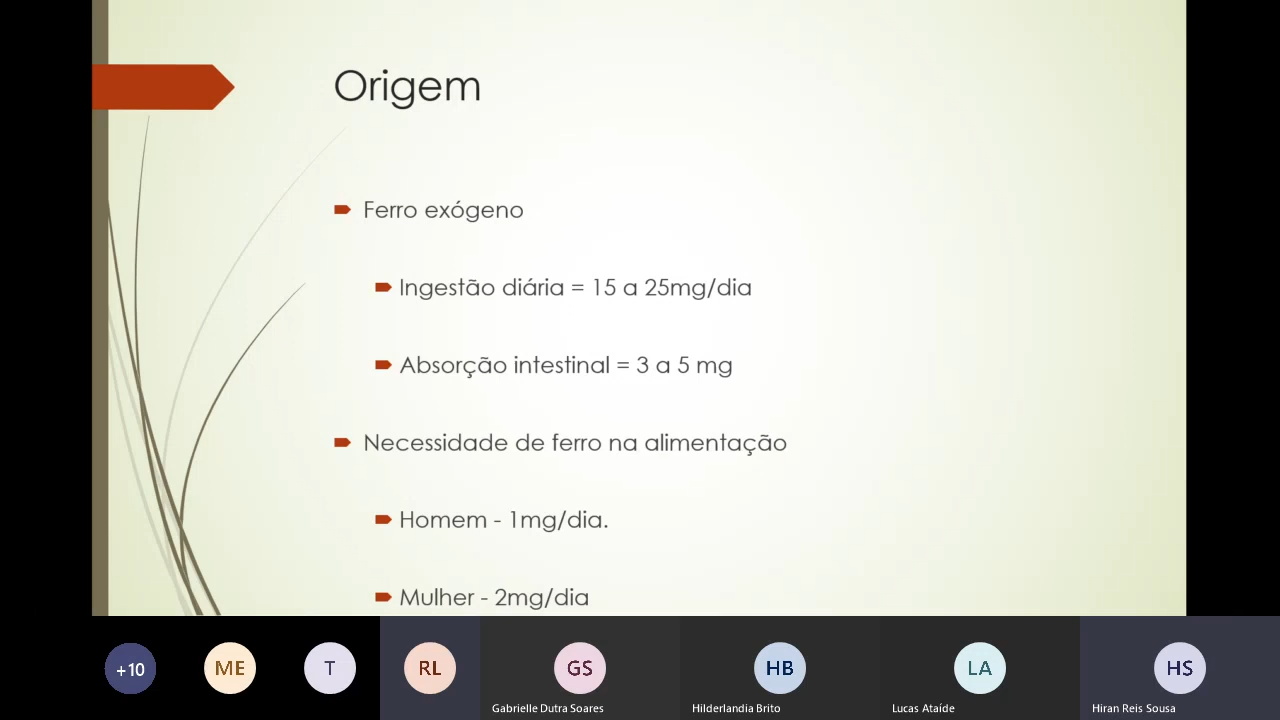 Origem
Ferro exógeno
Ingestão diária = 15 a 25mg/dia
Absorção intestinal = 3 a 5 mg
Necessidade de ferro na alimentação
Homem - 1mg/dia.
Mulher - 2mg/dia
+10
ME
T
RL
GS
HB
LA
HS
Gabrielle Dutra Soares
Hilderlandia Brito
Lucas Ataíde
Hiran Reis Sousa